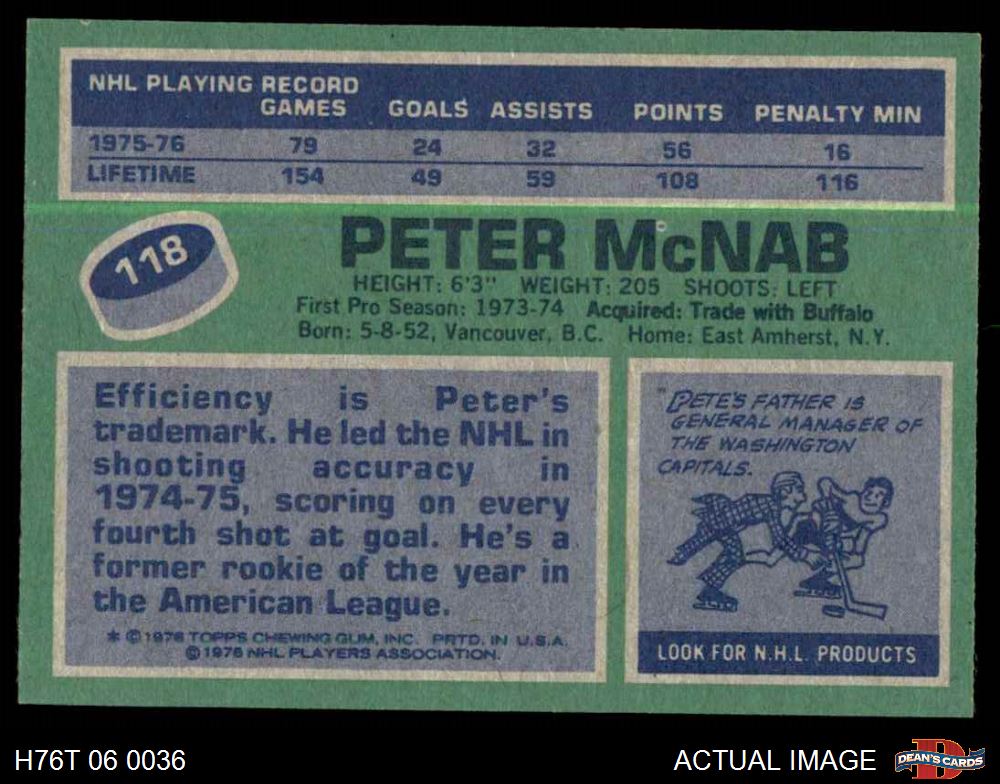 NHL PLAYING RECORD
GAMES GOALS ASSISTS POINTS PENALTY MIN
1975-76 79 24 32 56 16
LIFETIME 154 49 59 108 116
118
PETER McNAB
HEIGHT: 6'3" WEIGHT: 205 SHOOTS: LEFT
First Pro Season: 1973-74 Acquired: Trade with Buffalo
Born: 5-8-52, Vancouver, B.C. Home: East Amherst, N.Y.
Efficiency is Peter's
trademark. He led the NHL in
shooting accuracy in
1974-75, scoring on every
fourth shot at goal. He's a
former rookie of the year in
the American League.
* © 1976 TOPPS CHEWING GUM, INC. PRTD. IN U.S.A.
© 1976 NHL PLAYERS ASSOCIATION.
PETE'S FATHER IS
GENERAL MANAGER OF
THE WASHINGTON
CAPITALS.
LOOK FOR N.H.L. PRODUCTS
H76T 06 0036
ACTUAL IMAGE
D
DEAN'S CARDS